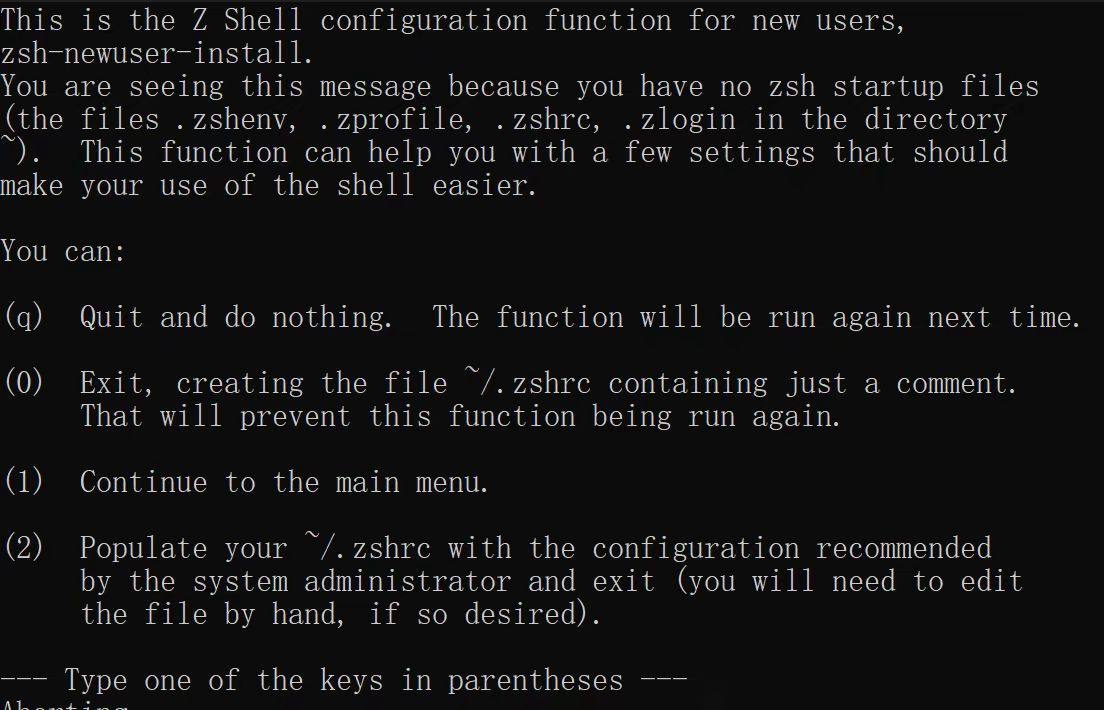 This is the Z Shell configuration function for new users,
zsh-newuser-install.
You are seeing this message because you have no zsh startup files
(the files .zshenv, .zprofile, .zshrc, .zlogin in the directory
~).  This function can help you with a few settings that should
make your use of the shell easier.

You can:

(q)  Quit and do nothing.  The function will be run again next time.

(0)  Exit, creating the file ~/.zshrc containing just a comment.
     That will prevent this function being run again.

(1)  Continue to the main menu.

(2)  Populate your ~/.zshrc with the configuration recommended
     by the system administrator and exit (you will need to edit
     the file by hand, if so desired).

--- Type one of the keys in parentheses ---